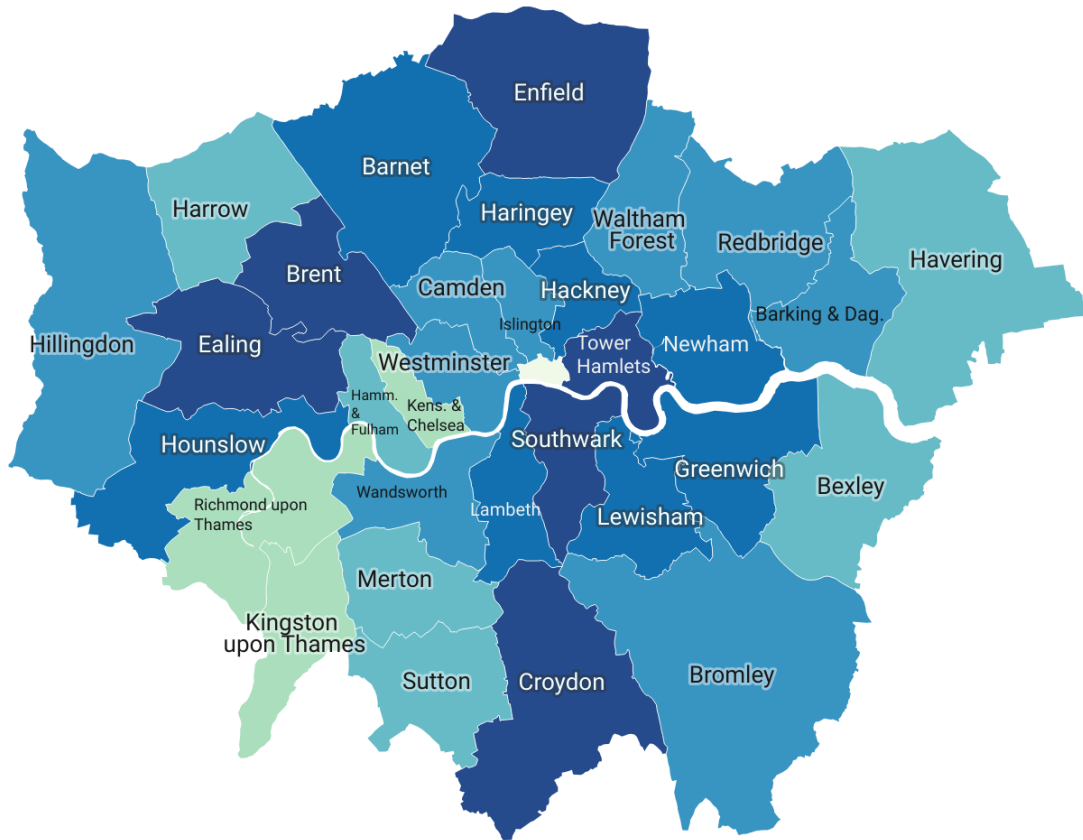 Enfield
Barnet
Harrow
Haringey
Waltham
Forest
Redbridge
Havering
Brent
Camden
Hackney
Islington
Barking & Dag.
Hillingdon
Ealing
Westminster
Tower
Hamlets
Newham
Hamm.
&
Fulham
Kens. &
Chelsea
Hounslow
Southwark
Greenwich
Bexley
Wandsworth
Richmond upon
Thames
Lambeth
Lewisham
Merton
Kingston
upon Thames
Sutton
Croydon
Bromley